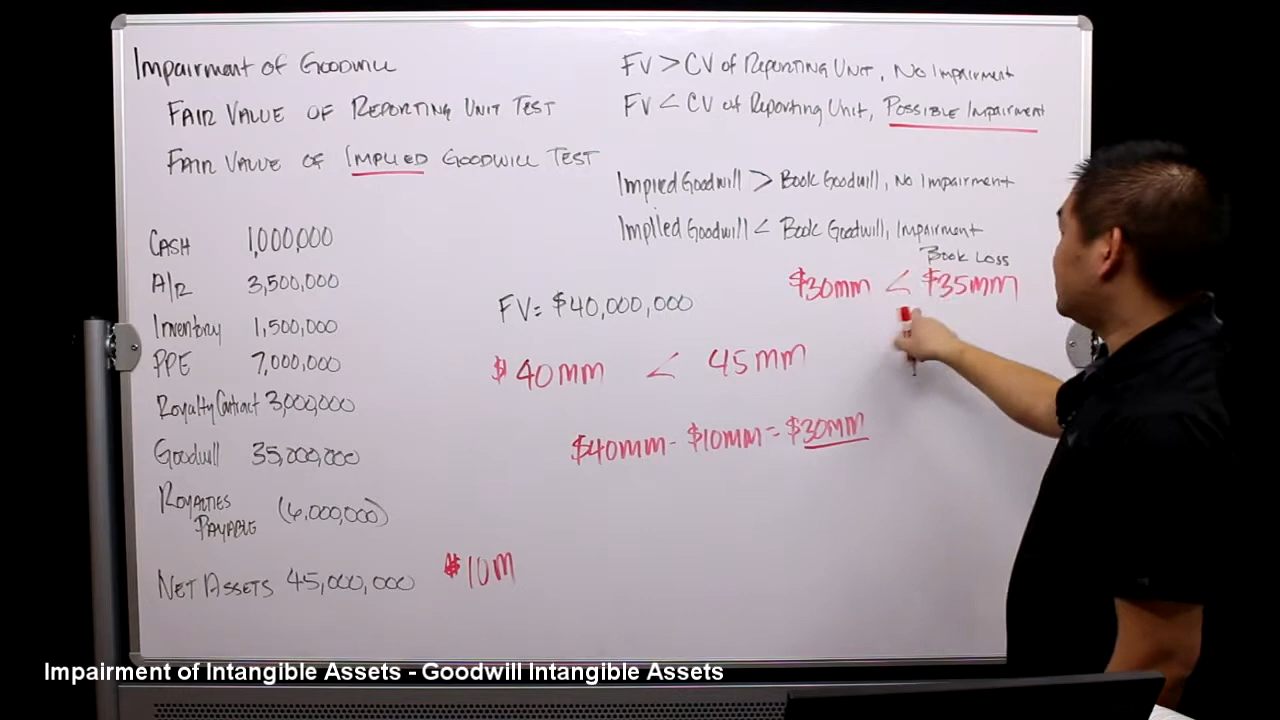 Impairment of Goodwill
Fair Value of Reporting Unit Test
Fair Value of Implied Goodwill Test
FV > CV of Reporting Unit, No Impairment
FV < CV of Reporting Unit, Possible Impairment
Implied Goodwill > Book Goodwill, No Impairment
Implied Goodwill < Book Goodwill, Impairment
Book Loss
$30mm < $35mm
Cash 1,000,000
A/R 3,500,000
Inventory 1,500,000
PPE 7,000,000
Royalty Contract 3,000,000
Goodwill 35,000,000
Royalties
Payable (6,000,000)
Net Assets 45,000,000 $10M
FV = $40,000,000
$40mm < 45mm
$40mm - $10mm = $30mm
Impairment of Intangible Assets - Goodwill Intangible Assets